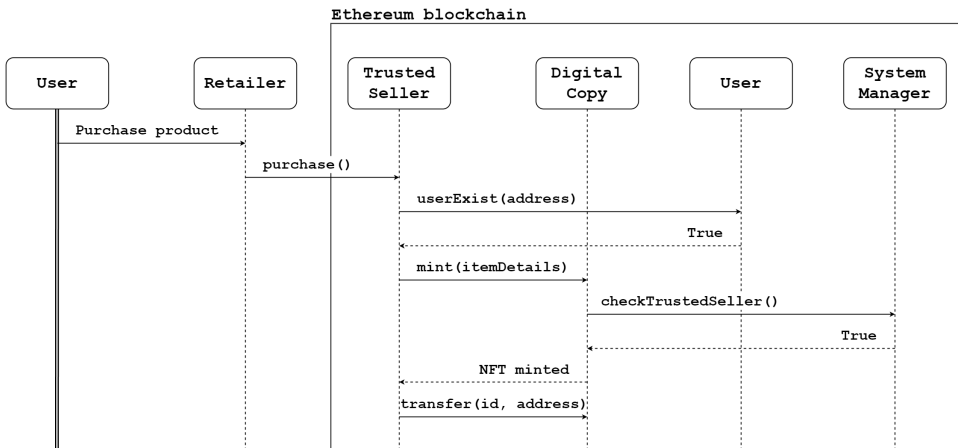 Ethereum blockchain
User
Retailer
Trusted
Seller
Digital
Copy
User
System
Manager
Purchase product
purchase()
userExist(address)
True
mint(itemDetails)
checkTrustedSeller()
True
NFT minted
transfer(id, address)